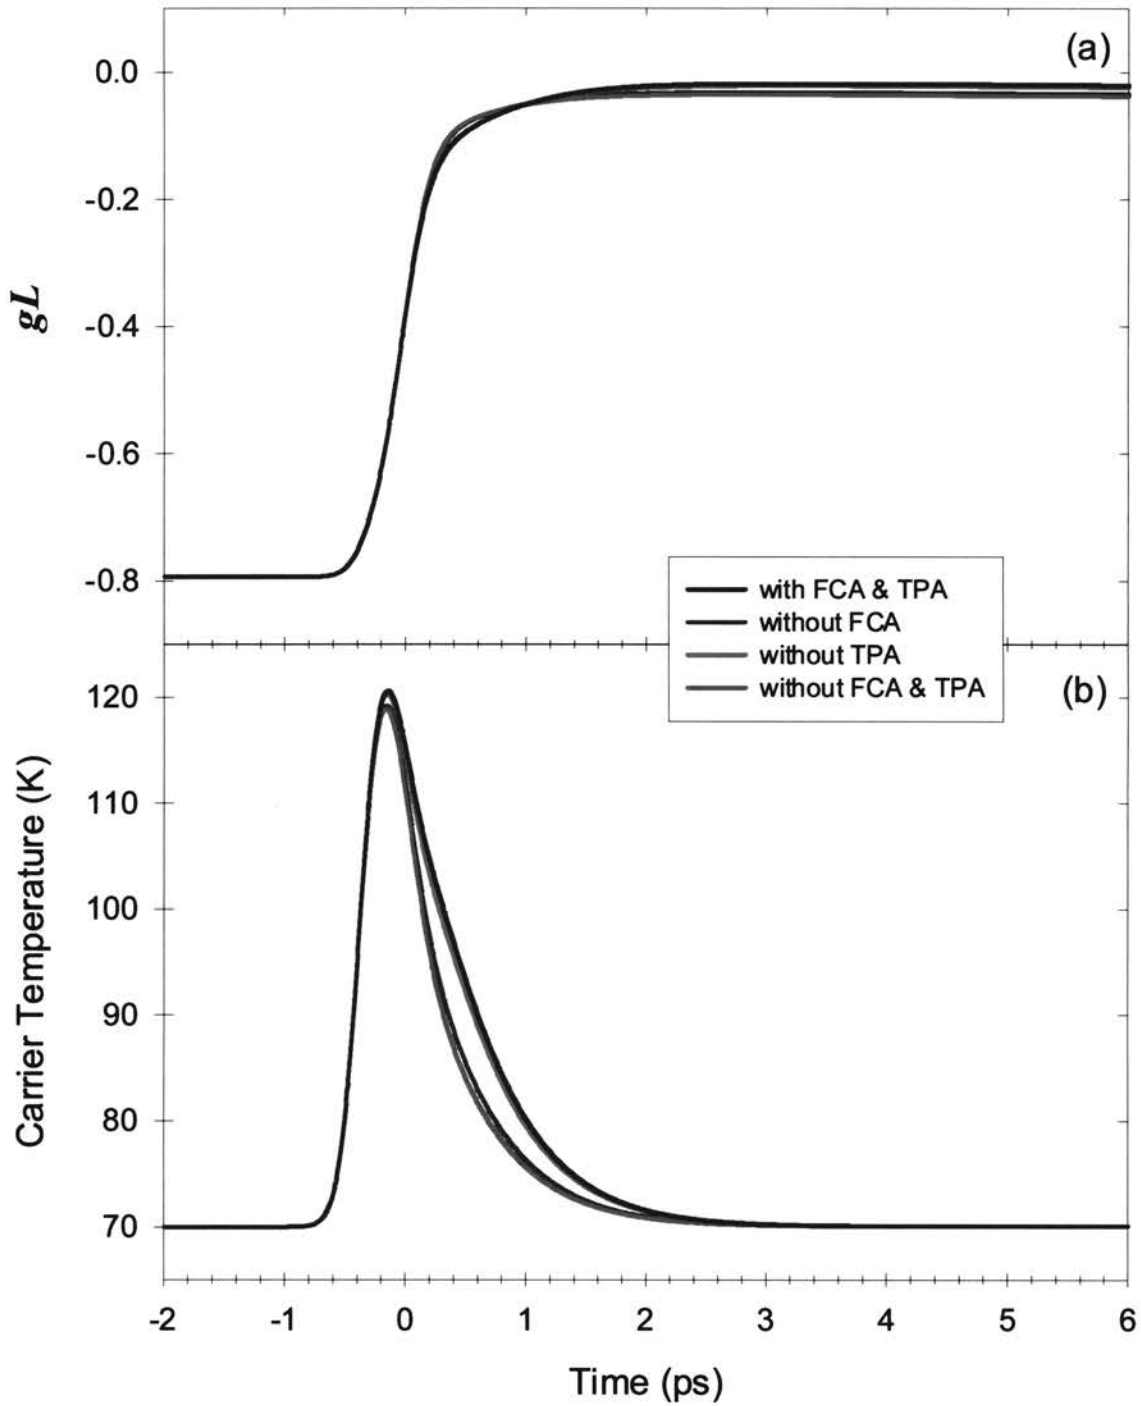 (a)
0.0
-0.2
gL
-0.4
-0.6
-0.8
with FCA & TPA
without FCA
without TPA
without FCA & TPA
(b)
120
110
Carrier Temperature (K)
100
90
80
70
-2 -1 0 1 2 3 4 5 6
Time (ps)